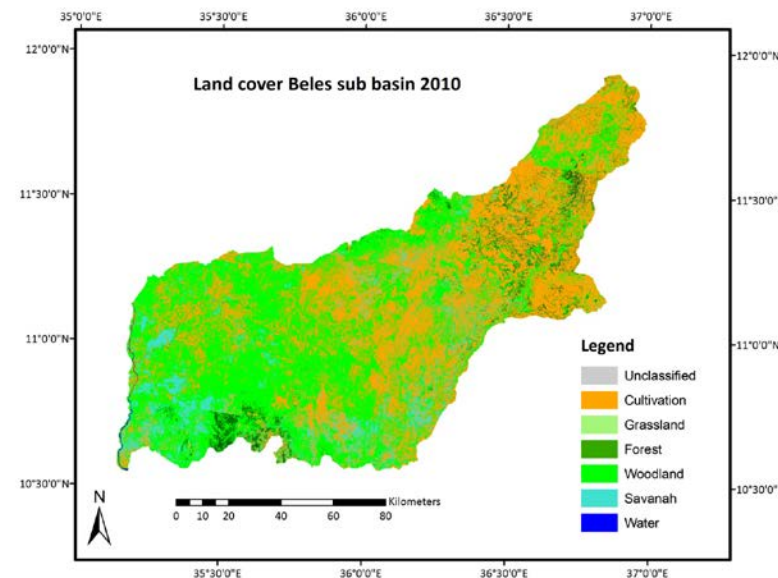 35°0'0"E 35°30'0"E 36°0'0"E 36°30'0"E 37°0'0"E
12°0'0"N 12°0'0"N
Land cover Beles sub basin 2010
11°30'0"N 11°30'0"N
11°0'0"N 11°0'0"N
Legend
Unclassified
Cultivation
Grassland
Forest
Woodland
Savanah
Water
10°30'0"N 10°30'0"N
N
Kilometers
0 10 20 40 60 80
35°30'0"E 36°0'0"E 36°30'0"E 37°0'0"E